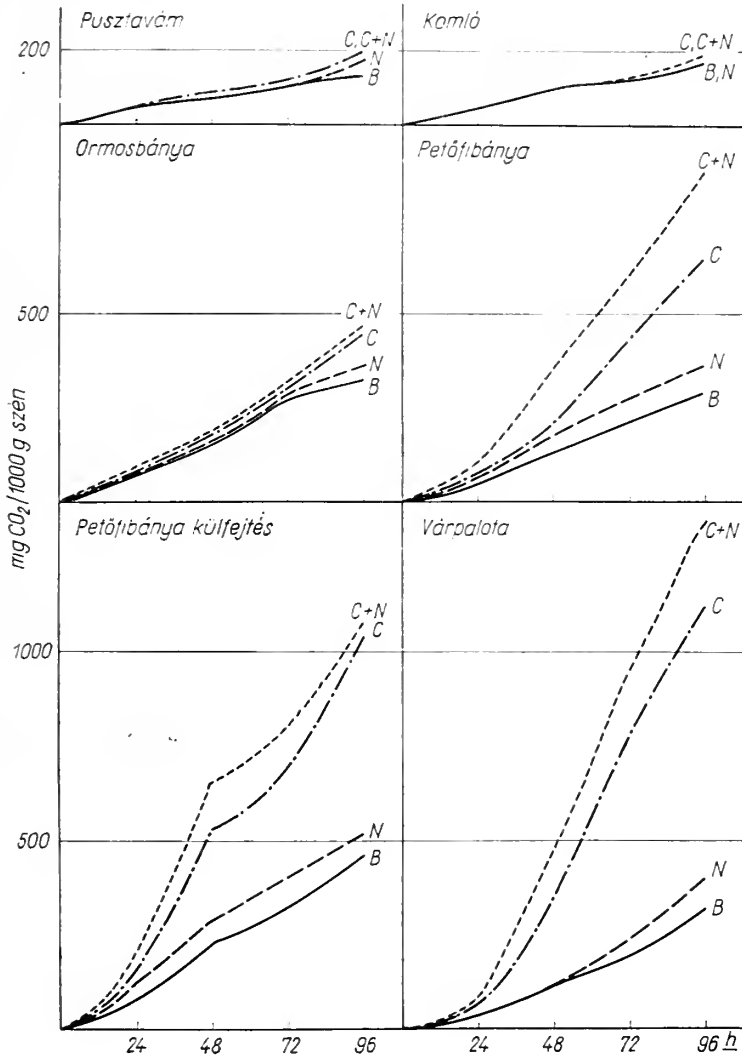 Pusztavám
Komló
200
C, C+N
N
B
C, C+N
B, N
Ormosbánya
Petőfibánya
C+N
C
N
B
500
C+N
C
N
B
mg CO₂/1000 g szén
Petőfibánya külfejtés
Várpalota
C+N
C
N
B
1000
500
C+N
C
N
B
24 48 72 96
24 48 72 96 h